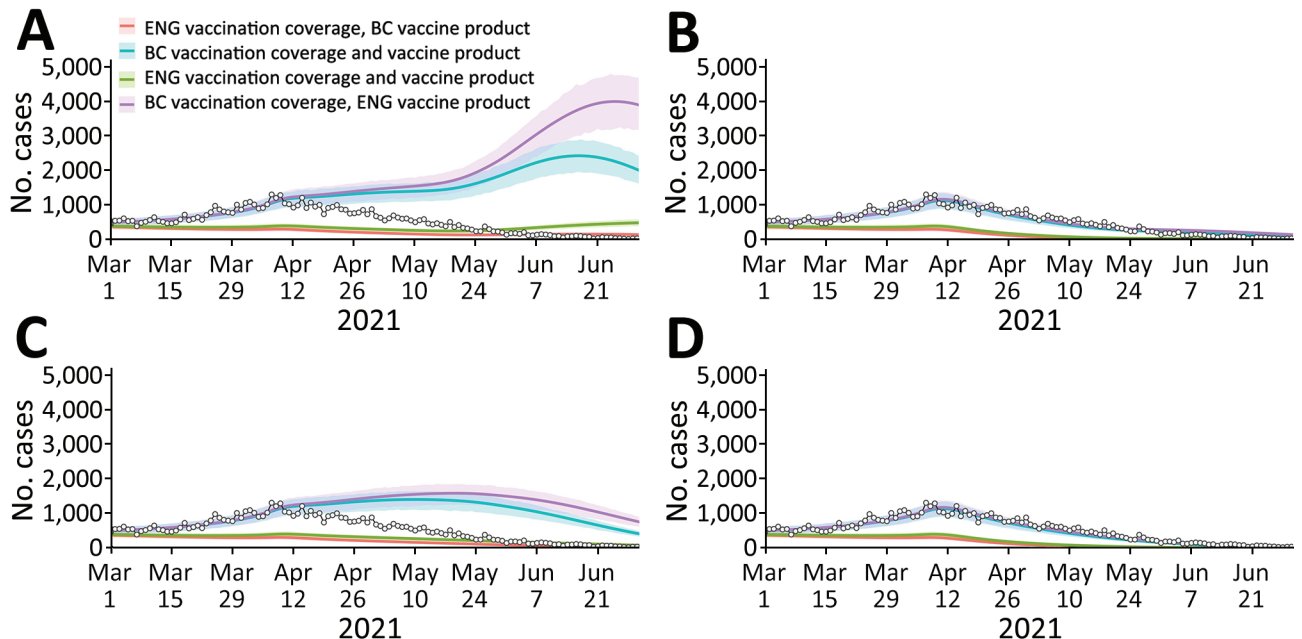 A
ENG vaccination coverage, BC vaccine product
BC vaccination coverage and vaccine product
ENG vaccination coverage and vaccine product
BC vaccination coverage, ENG vaccine product
No. cases
5,000
4,000
3,000
2,000
1,000
0
Mar Mar Mar Apr Apr May May Jun Jun
1 15 29 12 26 10 24 7 21
2021
B
No. cases
5,000
4,000
3,000
2,000
1,000
0
Mar Mar Mar Apr Apr May May Jun Jun
1 15 29 12 26 10 24 7 21
2021
C
No. cases
5,000
4,000
3,000
2,000
1,000
0
Mar Mar Mar Apr Apr May May Jun Jun
1 15 29 12 26 10 24 7 21
2021
D
No. cases
5,000
4,000
3,000
2,000
1,000
0
Mar Mar Mar Apr Apr May May Jun Jun
1 15 29 12 26 10 24 7 21
2021